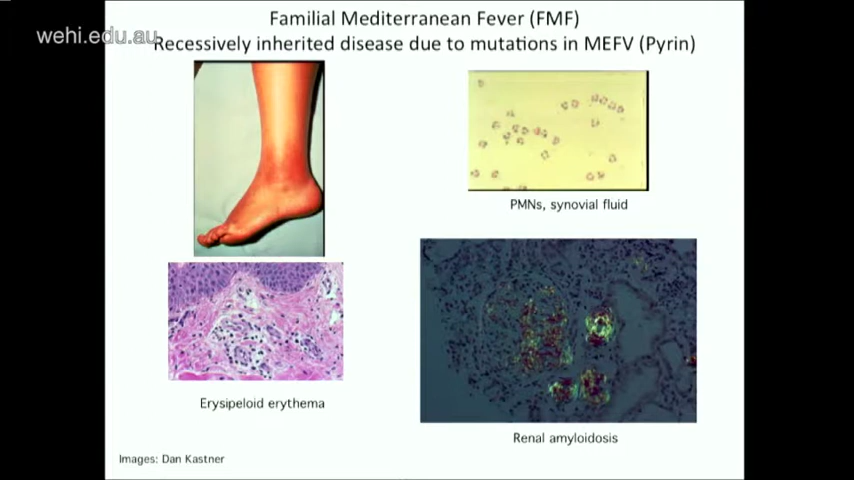 Familial Mediterranean Fever (FMF)
wehi.edu.au
Recessively inherited disease due to mutations in MEFV (Pyrin)
PMNs, synovial fluid
Erysipeloid erythema
Renal amyloidosis
Images: Dan Kastner